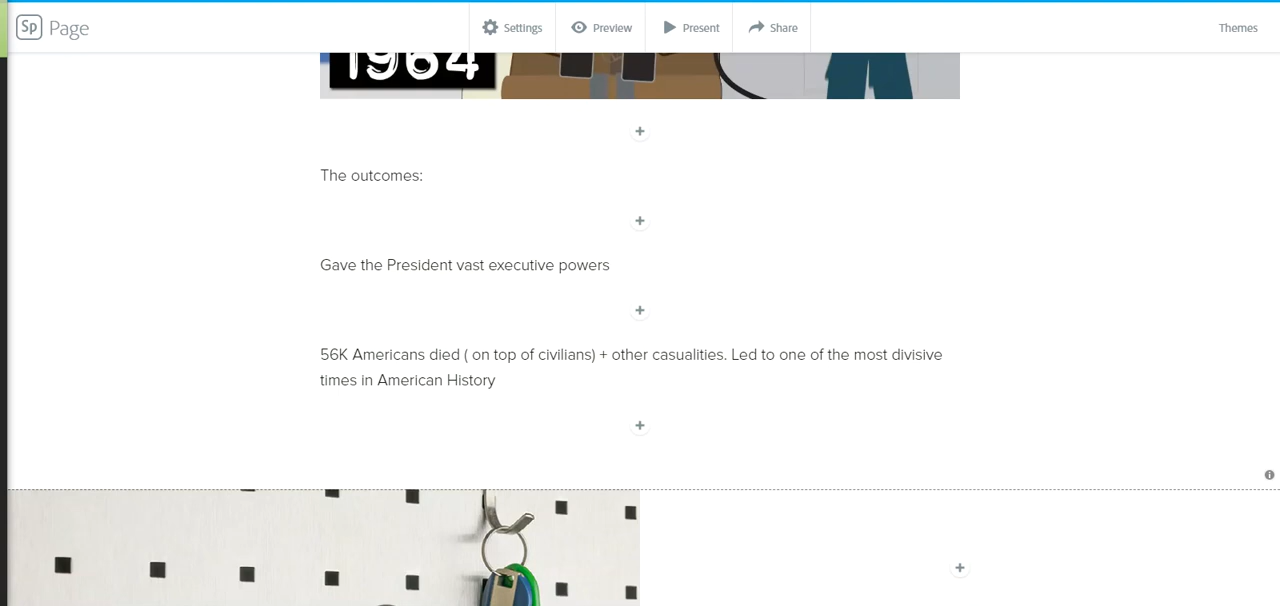 Sp Page
Settings
Preview
Present
Share
Themes
1964
The outcomes:
Gave the President vast executive powers
56K Americans died ( on top of civilians) + other casualities. Led to one of the most divisive
times in American History